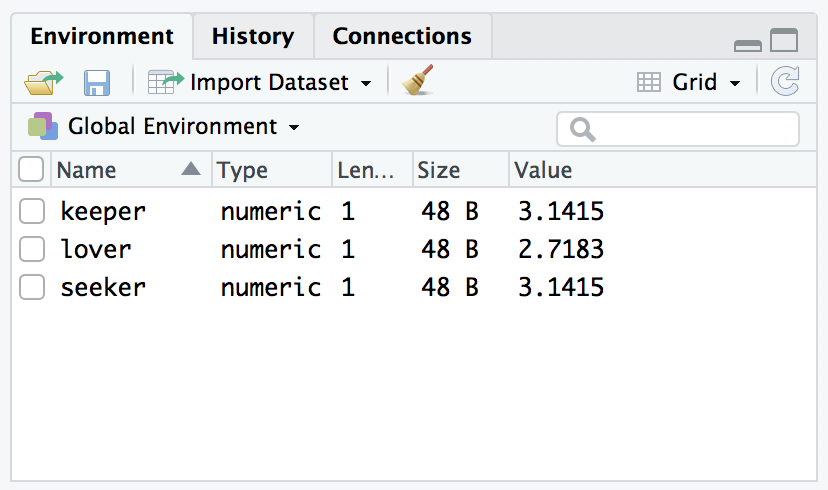 Environment History Connections
Import Dataset Grid
Global Environment
Name Type Len... Size Value
keeper numeric 1 48 B 3.1415
lover numeric 1 48 B 2.7183
seeker numeric 1 48 B 3.1415